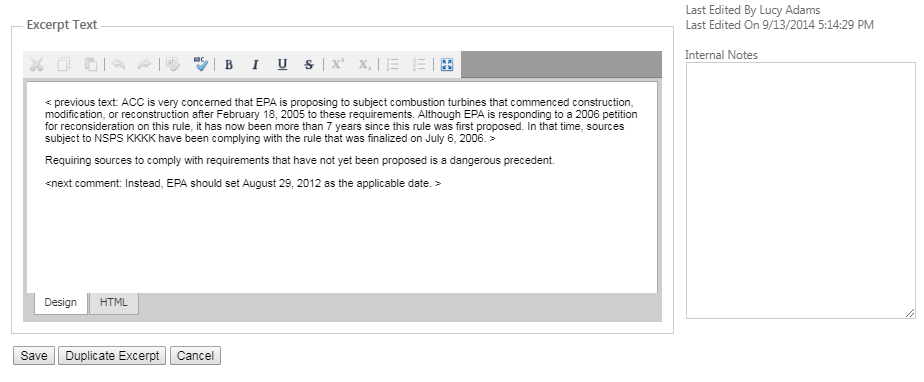 Last Edited By Lucy Adams
Last Edited On 9/13/2014 5:14:29 PM
Excerpt Text
Internal Notes
ABC B I U S X² X₂
< previous text: ACC is very concerned that EPA is proposing to subject combustion turbines that commenced construction,
modification, or reconstruction after February 18, 2005 to these requirements. Although EPA is responding to a 2006 petition
for reconsideration on this rule, it has now been more than 7 years since this rule was first proposed. In that time, sources
subject to NSPS KKKK have been complying with the rule that was finalized on July 6, 2006. >
Requiring sources to comply with requirements that have not yet been proposed is a dangerous precedent.
<next comment: Instead, EPA should set August 29, 2012 as the applicable date. >
Design HTML
Save Duplicate Excerpt Cancel